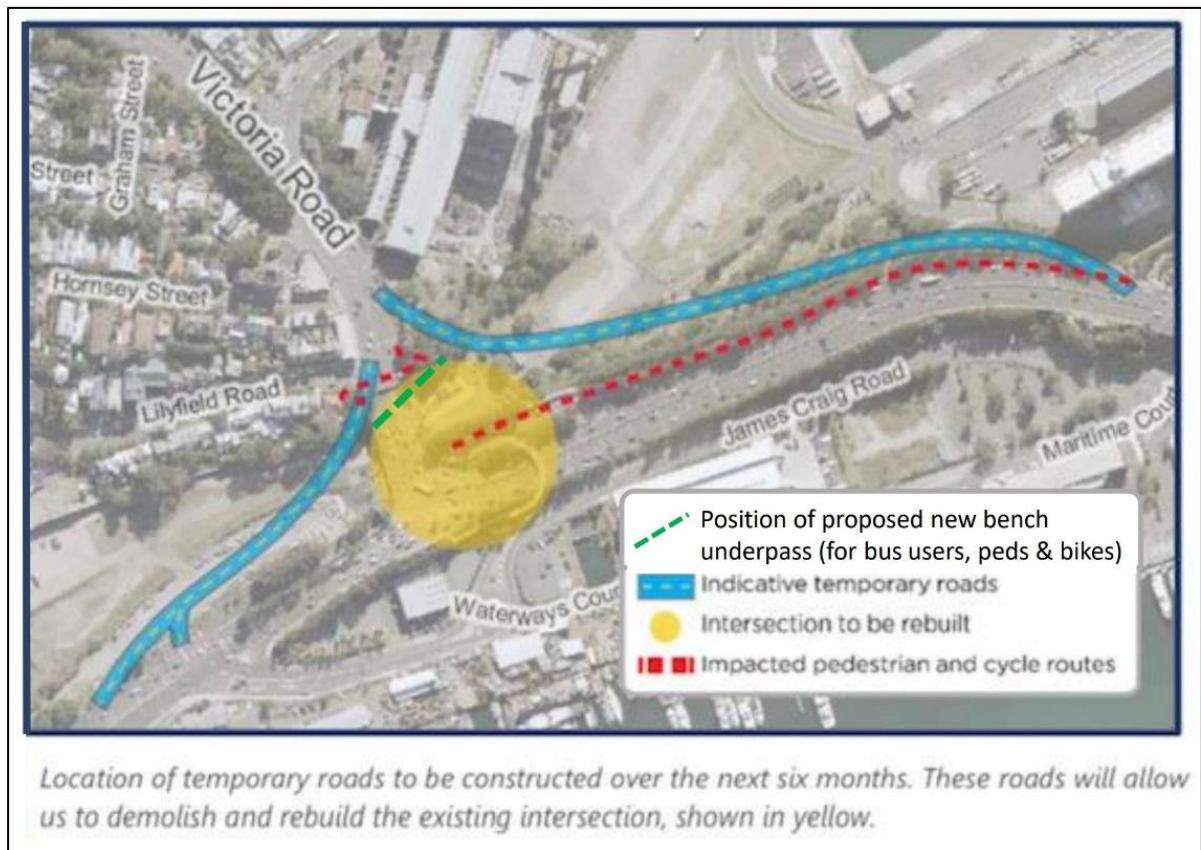 Victoria Road
Graham Street
Street
Hornsey Street
Lilyfield Road
James Craig Road
Maritime Cou
Waterways Cour
Position of proposed new bench
underpass (for bus users, peds & bikes)
Indicative temporary roads
Intersection to be rebuilt
Impacted pedestrian and cycle routes
Location of temporary roads to be constructed over the next six months. These roads will allow
us to demolish and rebuild the existing intersection, shown in yellow.